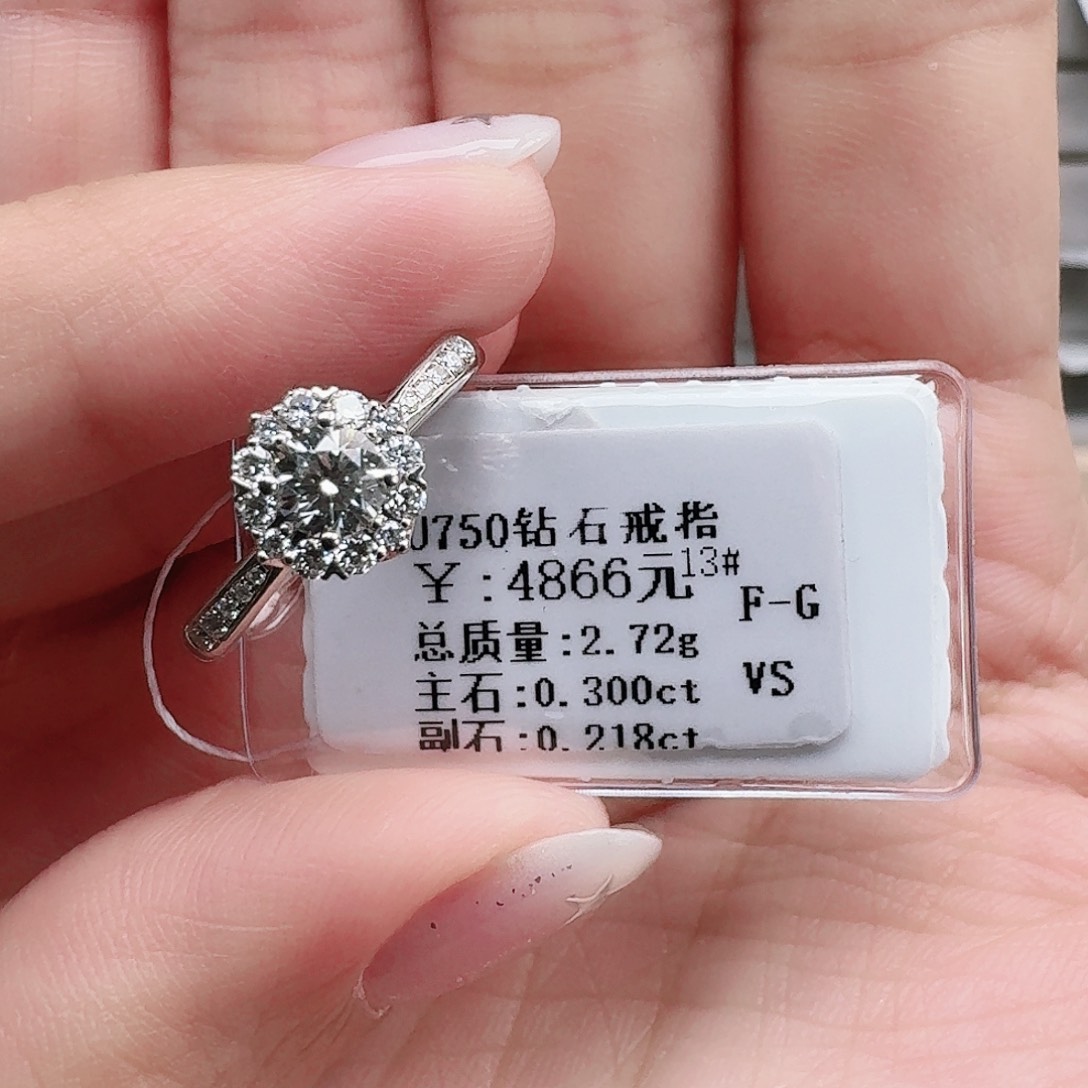 U750钻石戒指
¥:4866元13#
F-G
总质量:2.72g
VS
主石:0.300ct
副石:0.218ct